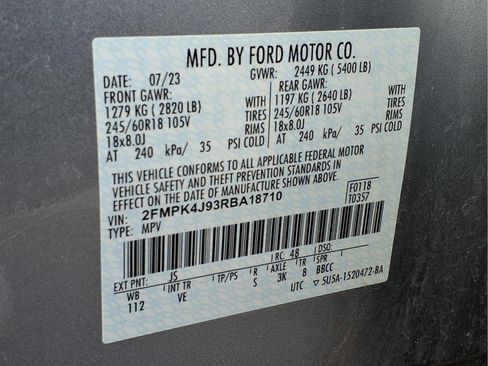 MFD. BY FORD MOTOR CO.
DATE: 07/23 GVWR: 2449 KG (5400 LB)
FRONT GAWR: REAR GAWR:
1279 KG (2820 LB) WITH 1197 KG (2640 LB) WITH
245/60R18 105V TIRES 245/60R18 105V TIRES
18x8.0J RIMS 18x8.0J RIMS
AT 240 kPa/ 35 PSI COLD AT 240 kPa/ 35 PSI COLD
THIS VEHICLE CONFORMS TO ALL APPLICABLE FEDERAL MOTOR
VEHICLE SAFETY AND THEFT PREVENTION STANDARDS IN
EFFECT ON THE DATE OF MANUFACTURE SHOWN ABOVE.
VIN: 2FMPK4J93RBA18710 F0118
TYPE: MPV T0357
EXT PNT: JS RC: 48 DSO:
WB INT TR TP/PS R AXLE TR SPR
112 VE S 3K 8 BBCC
UTC ▽5U5A-1520472-BA